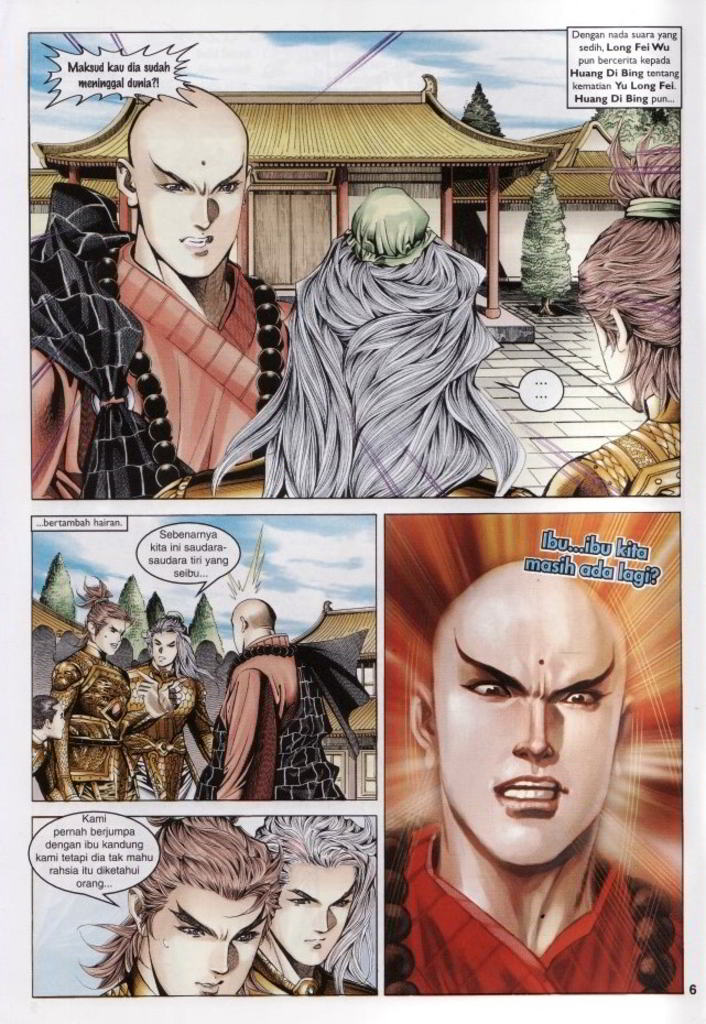 Maksud kau dia sudah
meninggal dunia?!
Dengan nada suara yang
sedih, Long Fei Wu
pun bercerita kepada
Huang Di Bing tentang
kematian Yu Long Fei.
Huang Di Bing pun...
...
...bertambah hairan.
Sebenarnya
kita ini saudara-
saudara tiri yang
seibu...
Ibu...ibu kita
masih ada lagi?
Kami
pernah berjumpa
dengan ibu kandung
kami tetapi dia tak mahu
rahsia itu diketahui
orang...
6